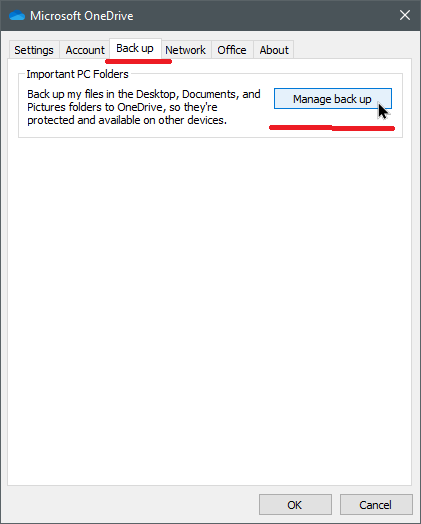 Microsoft OneDrive
Settings Account Back up Network Office About
Important PC Folders
Back up my files in the Desktop, Documents, and
Pictures folders to OneDrive, so they're
protected and available on other devices.
Manage back up
OK Cancel